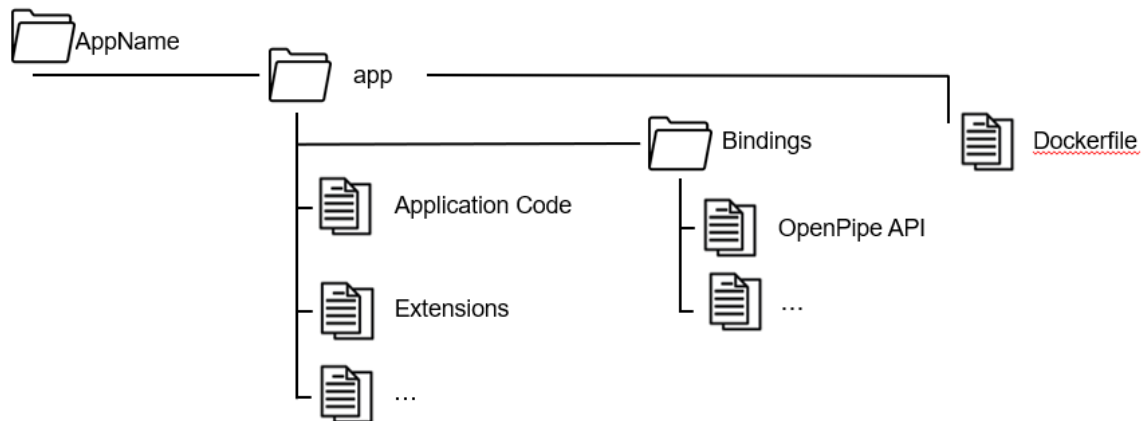 AppName
app
Bindings
Dockerfile
Application Code
OpenPipe API
Extensions
...
...